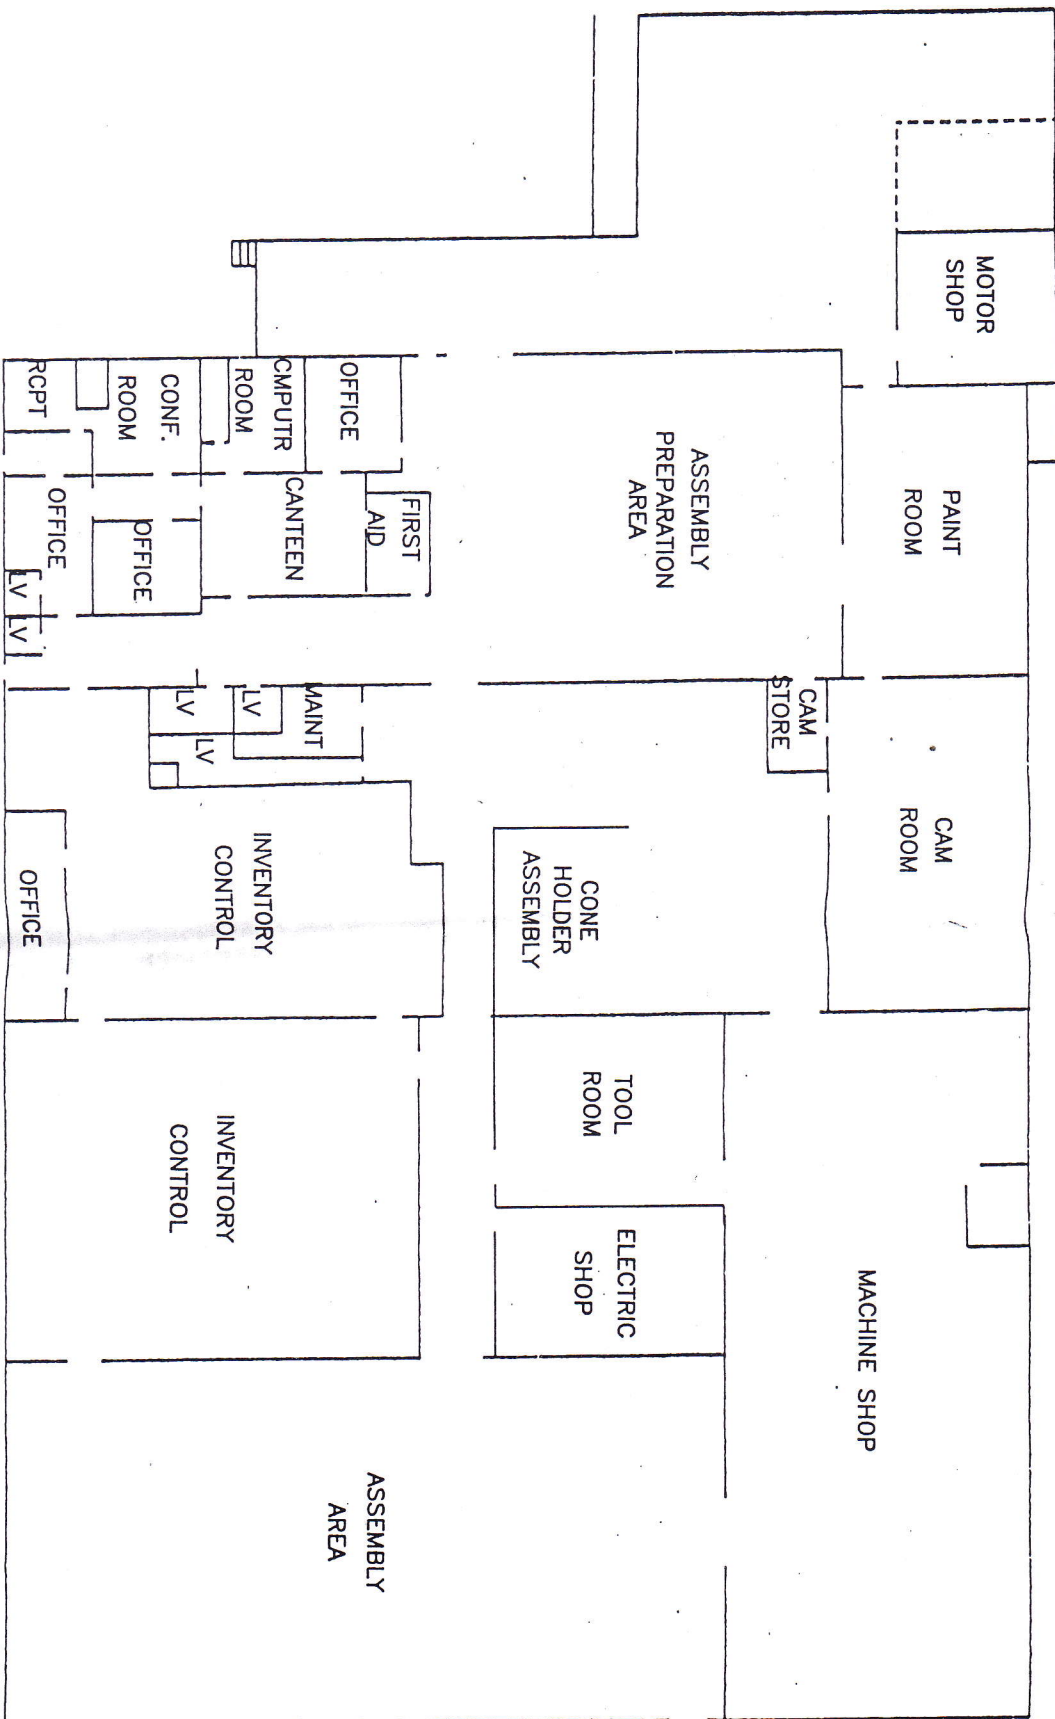 MOTOR
SHOP
PAINT
ROOM
CAM
ROOM
MACHINE SHOP
CAM
STORE
ASSEMBLY
PREPARATION
AREA
CONE
HOLDER
ASSEMBLY
TOOL
ROOM
ELECTRIC
SHOP
ASSEMBLY
AREA
OFFICE
CMPUTR
ROOM
CONF.
ROOM
RCPT
FIRST
AID
CANTEEN
OFFICE
OFFICE
LV
LV
MAINT
LV
LV
LV
INVENTORY
CONTROL
OFFICE
INVENTORY
CONTROL